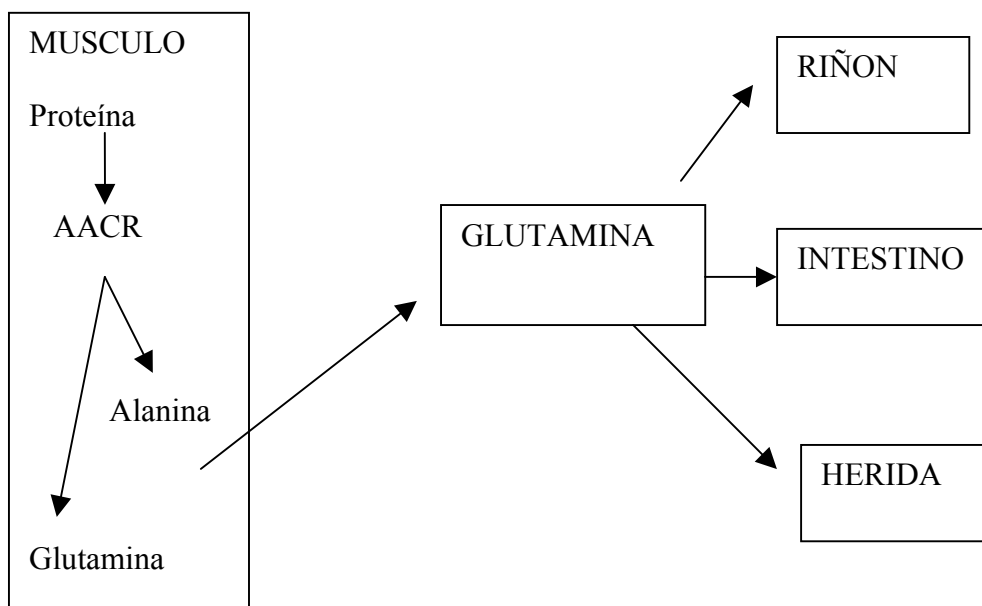 MUSCULO
Proteína
AACR
Alanina
Glutamina
GLUTAMINA
RIÑON
INTESTINO
HERIDA